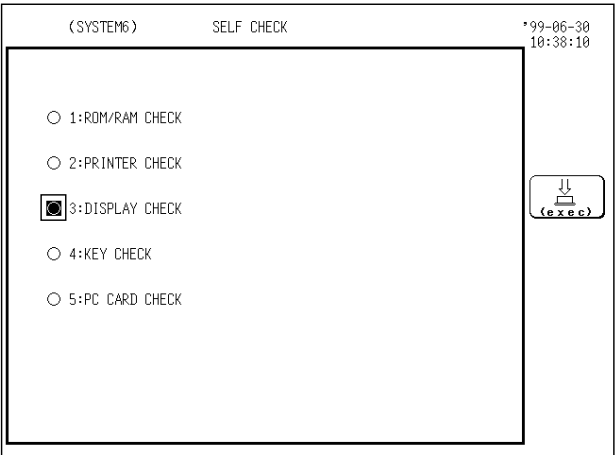 (SYSTEM6) SELF CHECK '99-06-30
10:38:10
1:ROM/RAM CHECK
2:PRINTER CHECK
3:DISPLAY CHECK
(exec)
4:KEY CHECK
5:PC CARD CHECK